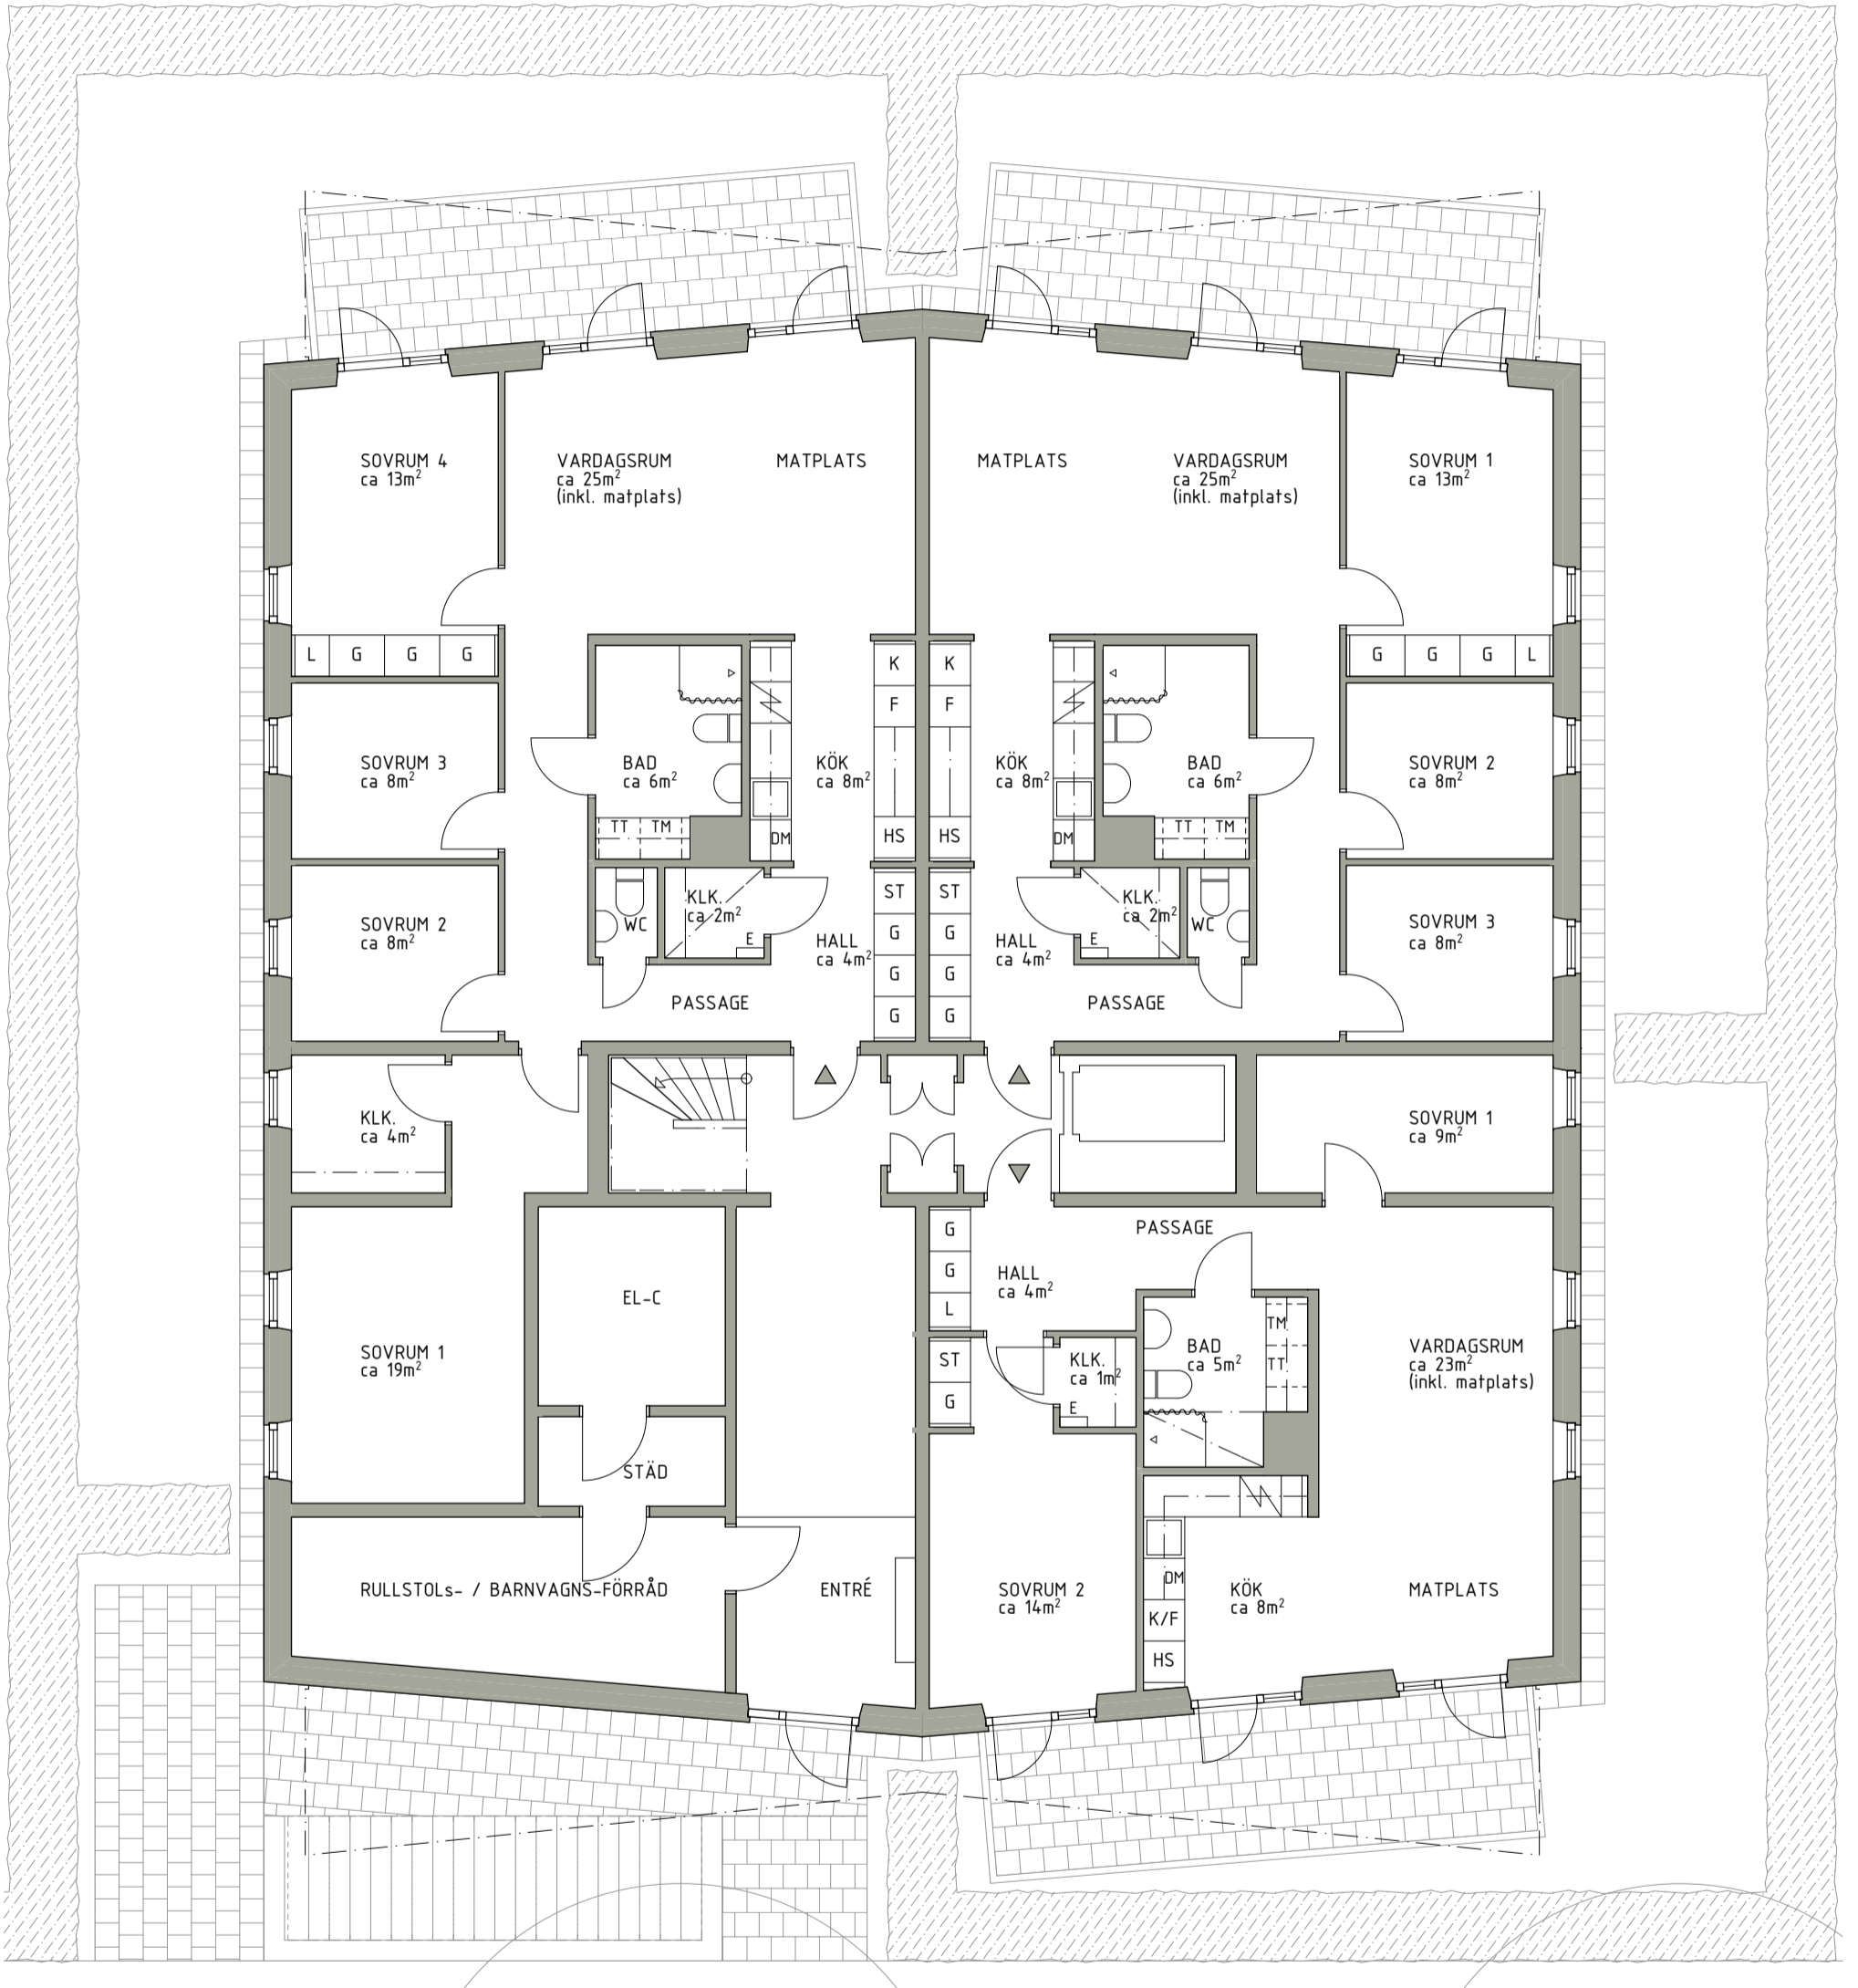 SOVRUM 4
ca 13m²
VARDAGSRUM
ca 25m²
(inkl. matplats)
MATPLATS
MATPLATS
VARDAGSRUM
ca 25m²
(inkl. matplats)
SOVRUM 1
ca 13m²
L G G G
K
F
HS
K
F
HS
G G G L
SOVRUM 3
ca 8m²
BAD
ca 6m²
TT TM
DM
KÖK
ca 8m²
KÖK
ca 8m²
DM
BAD
ca 6m²
TT TM
SOVRUM 2
ca 8m²
SOVRUM 2
ca 8m²
WC
KLK.
ca 2m²
E
HALL
ca 4m²
ST
G
G
G
ST
G
G
G
HALL
ca 4m²
KLK.
ca 2m²
E
WC
SOVRUM 3
ca 8m²
PASSAGE
PASSAGE
KLK.
ca 4m²
SOVRUM 1
ca 9m²
PASSAGE
G
G
L
HALL
ca 4m²
EL-C
SOVRUM 1
ca 19m²
ST
G
KLK.
ca 1m²
E
BAD
ca 5m²
TM
TT
VARDAGSRUM
ca 23m²
(inkl. matplats)
STÄD
RULLSTOLs- / BARNVAGNS-FÖRRÅD
ENTRÉ
SOVRUM 2
ca 14m²
DM
K/F
HS
KÖK
ca 8m²
MATPLATS